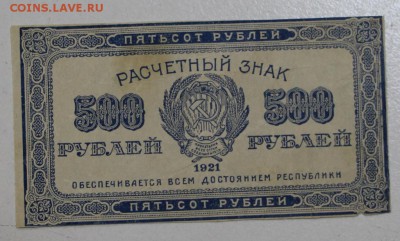 COINS.LAVE.RU
ПЯТЬСОТ РУБЛЕЙ
РАСЧЕТНЫЙ ЗНАК
500 500
РУБЛЕЙ РУБЛЕЙ
1921
ОБЕСПЕЧИВАЕТСЯ ВСЕМ ДОСТОЯНИЕМ РЕСПУБЛИКИ
ПЯТЬСОТ РУБЛЕЙ